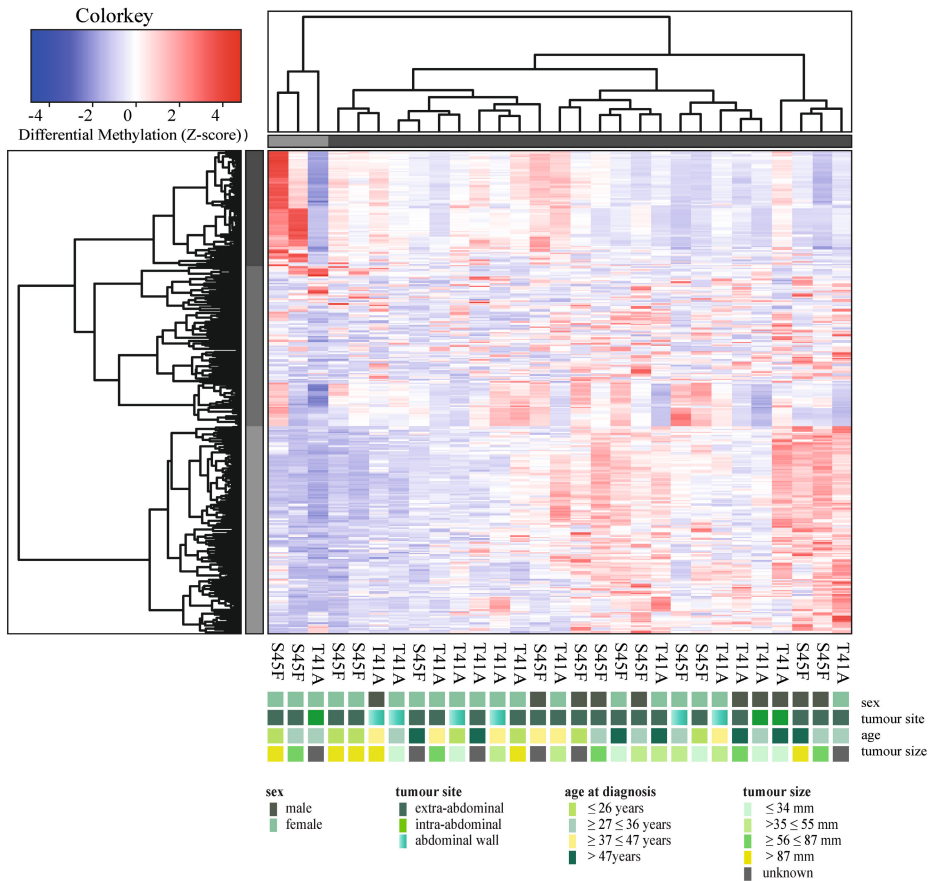 Colorkey
-4 -2 0 2 4
Differential Methylation (Z-score) )
S45F S45F T41A S45F S45F T41A T41A S45F T41A T41A T41A T41A T41A S45F T41A S45F S45F S45F S45F T41A S45F S45F T41A T41A T41A T41A S45F S45F T41A
sex
tumour site
age
tumour size
sex
male
female
tumour site
extra-abdominal
intra-abdominal
abdominal wall
age at diagnosis
≤ 26 years
≥ 27 ≤ 36 years
≥ 37 ≤ 47 years
> 47years
tumour size
≤ 34 mm
>35 ≤ 55 mm
≥ 56 ≤ 87 mm
> 87 mm
unknown